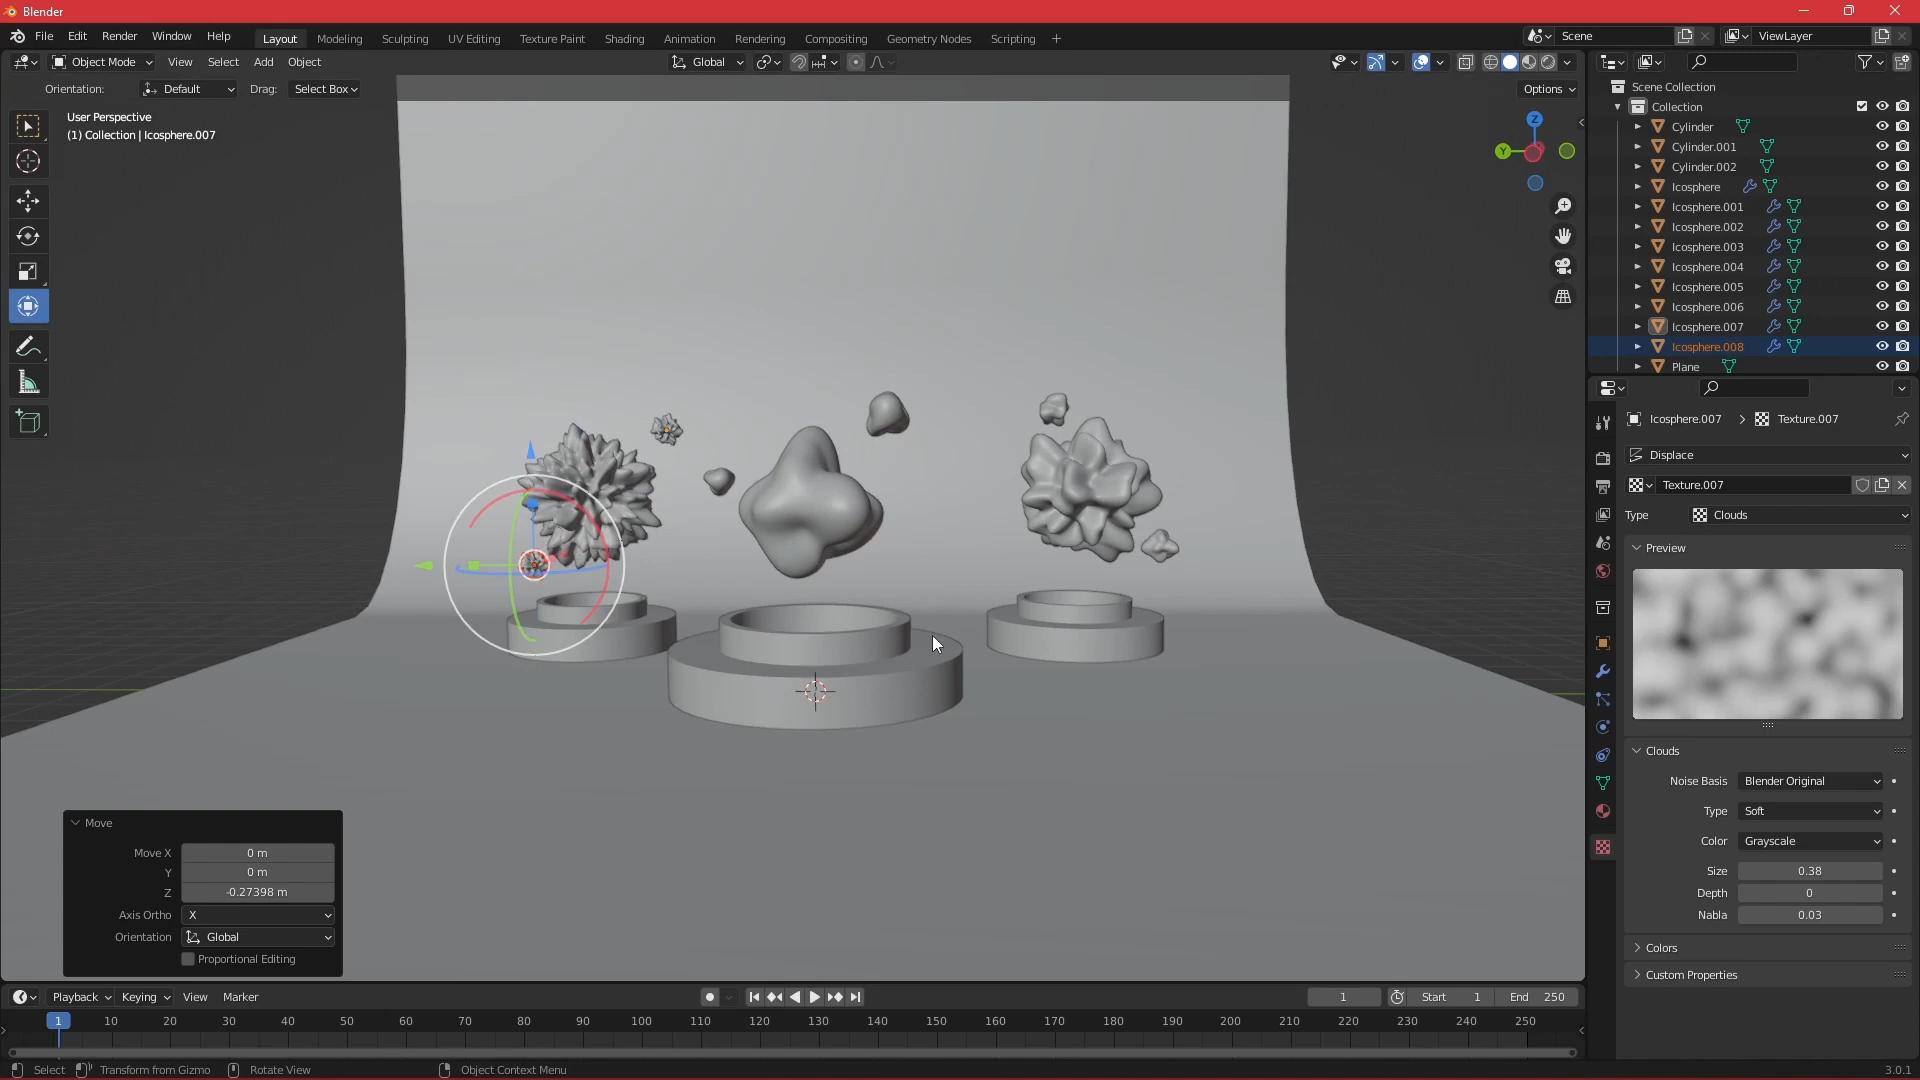 Blender
File Edit Render Window Help Layout Modeling Sculpting UV Editing Texture Paint Shading Animation Rendering Compositing Geometry Nodes Scripting + Scene ViewLayer
Object Mode View Select Add Object Global
Orientation: Default Drag: Select Box Options
User Perspective
(1) Collection | Icosphere.007
Z
Y
Scene Collection
Collection
Cylinder
Cylinder.001
Cylinder.002
Icosphere
Icosphere.001
Icosphere.002
Icosphere.003
Icosphere.004
Icosphere.005
Icosphere.006
Icosphere.007
Icosphere.008
Plane
Icosphere.007 > Texture.007
Displace
Texture.007
Type Clouds
Preview
Clouds
Noise Basis Blender Original
Type Soft
Color Grayscale
Size 0.38
Depth 0
Nabla 0.03
Colors
Custom Properties
Move
Move X 0 m
Y 0 m
Z -0.27398 m
Axis Ortho X
Orientation Global
Proportional Editing
Playback Keying View Marker 1 Start 1 End 250
1 10 20 30 40 50 60 70 80 90 100 110 120 130 140 150 160 170 180 190 200 210 220 230 240 250
Select Transform from Gizmo Rotate View Object Context Menu 3.0.1